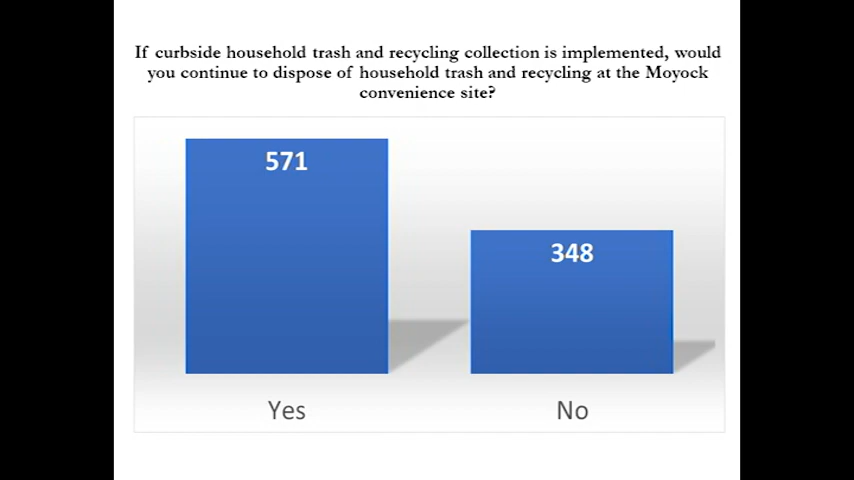 If curbside household trash and recycling collection is implemented, would
you continue to dispose of household trash and recycling at the Moyock
convenience site?
571
348
Yes
No